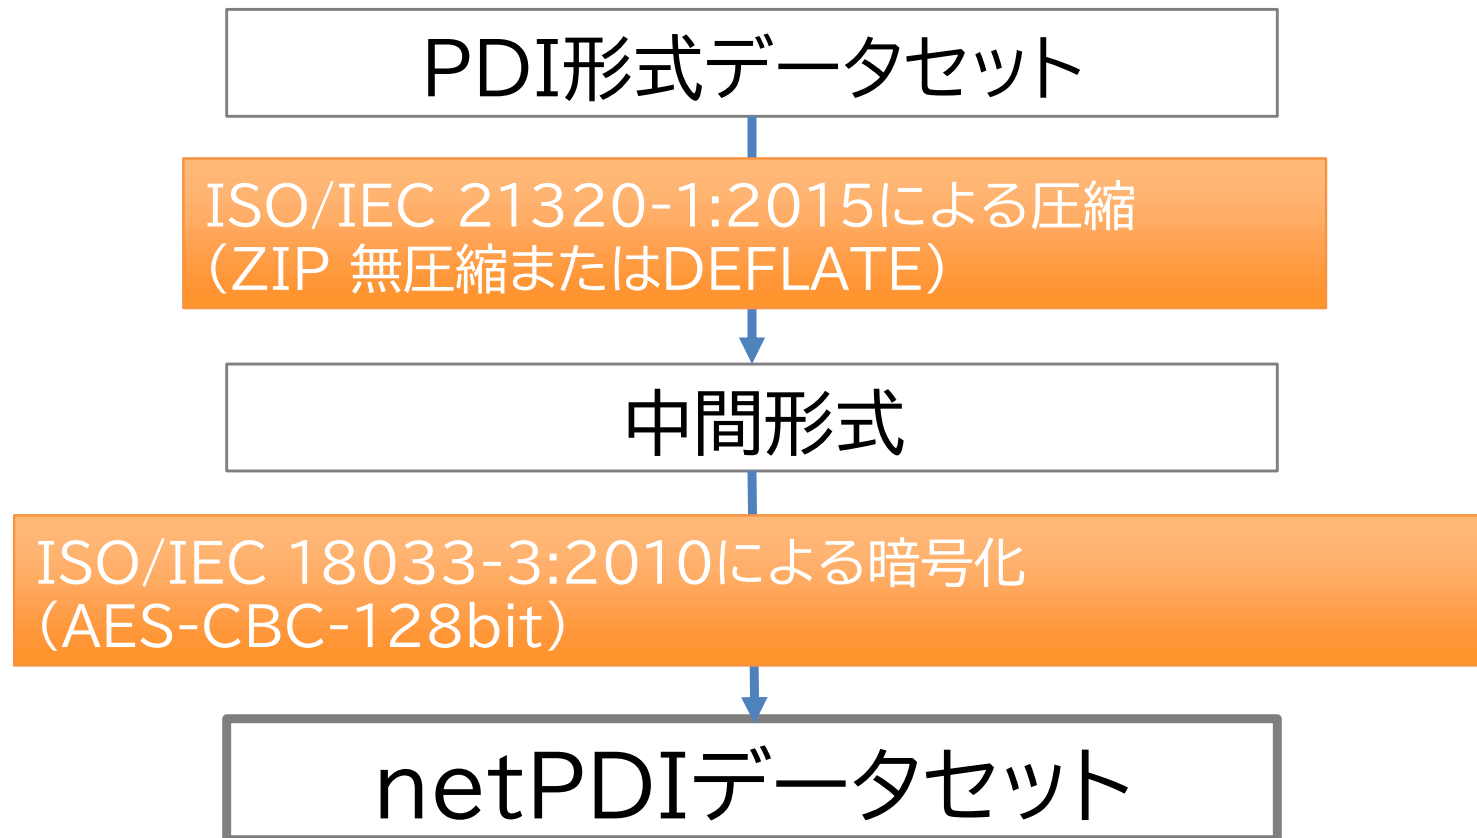 PDI形式データセット
ISO/IEC 21320-1:2015による圧縮
（ZIP 無圧縮またはDEFLATE）
中間形式
ISO/IEC 18033-3:2010による暗号化
（AES-CBC-128bit）
netPDIデータセット